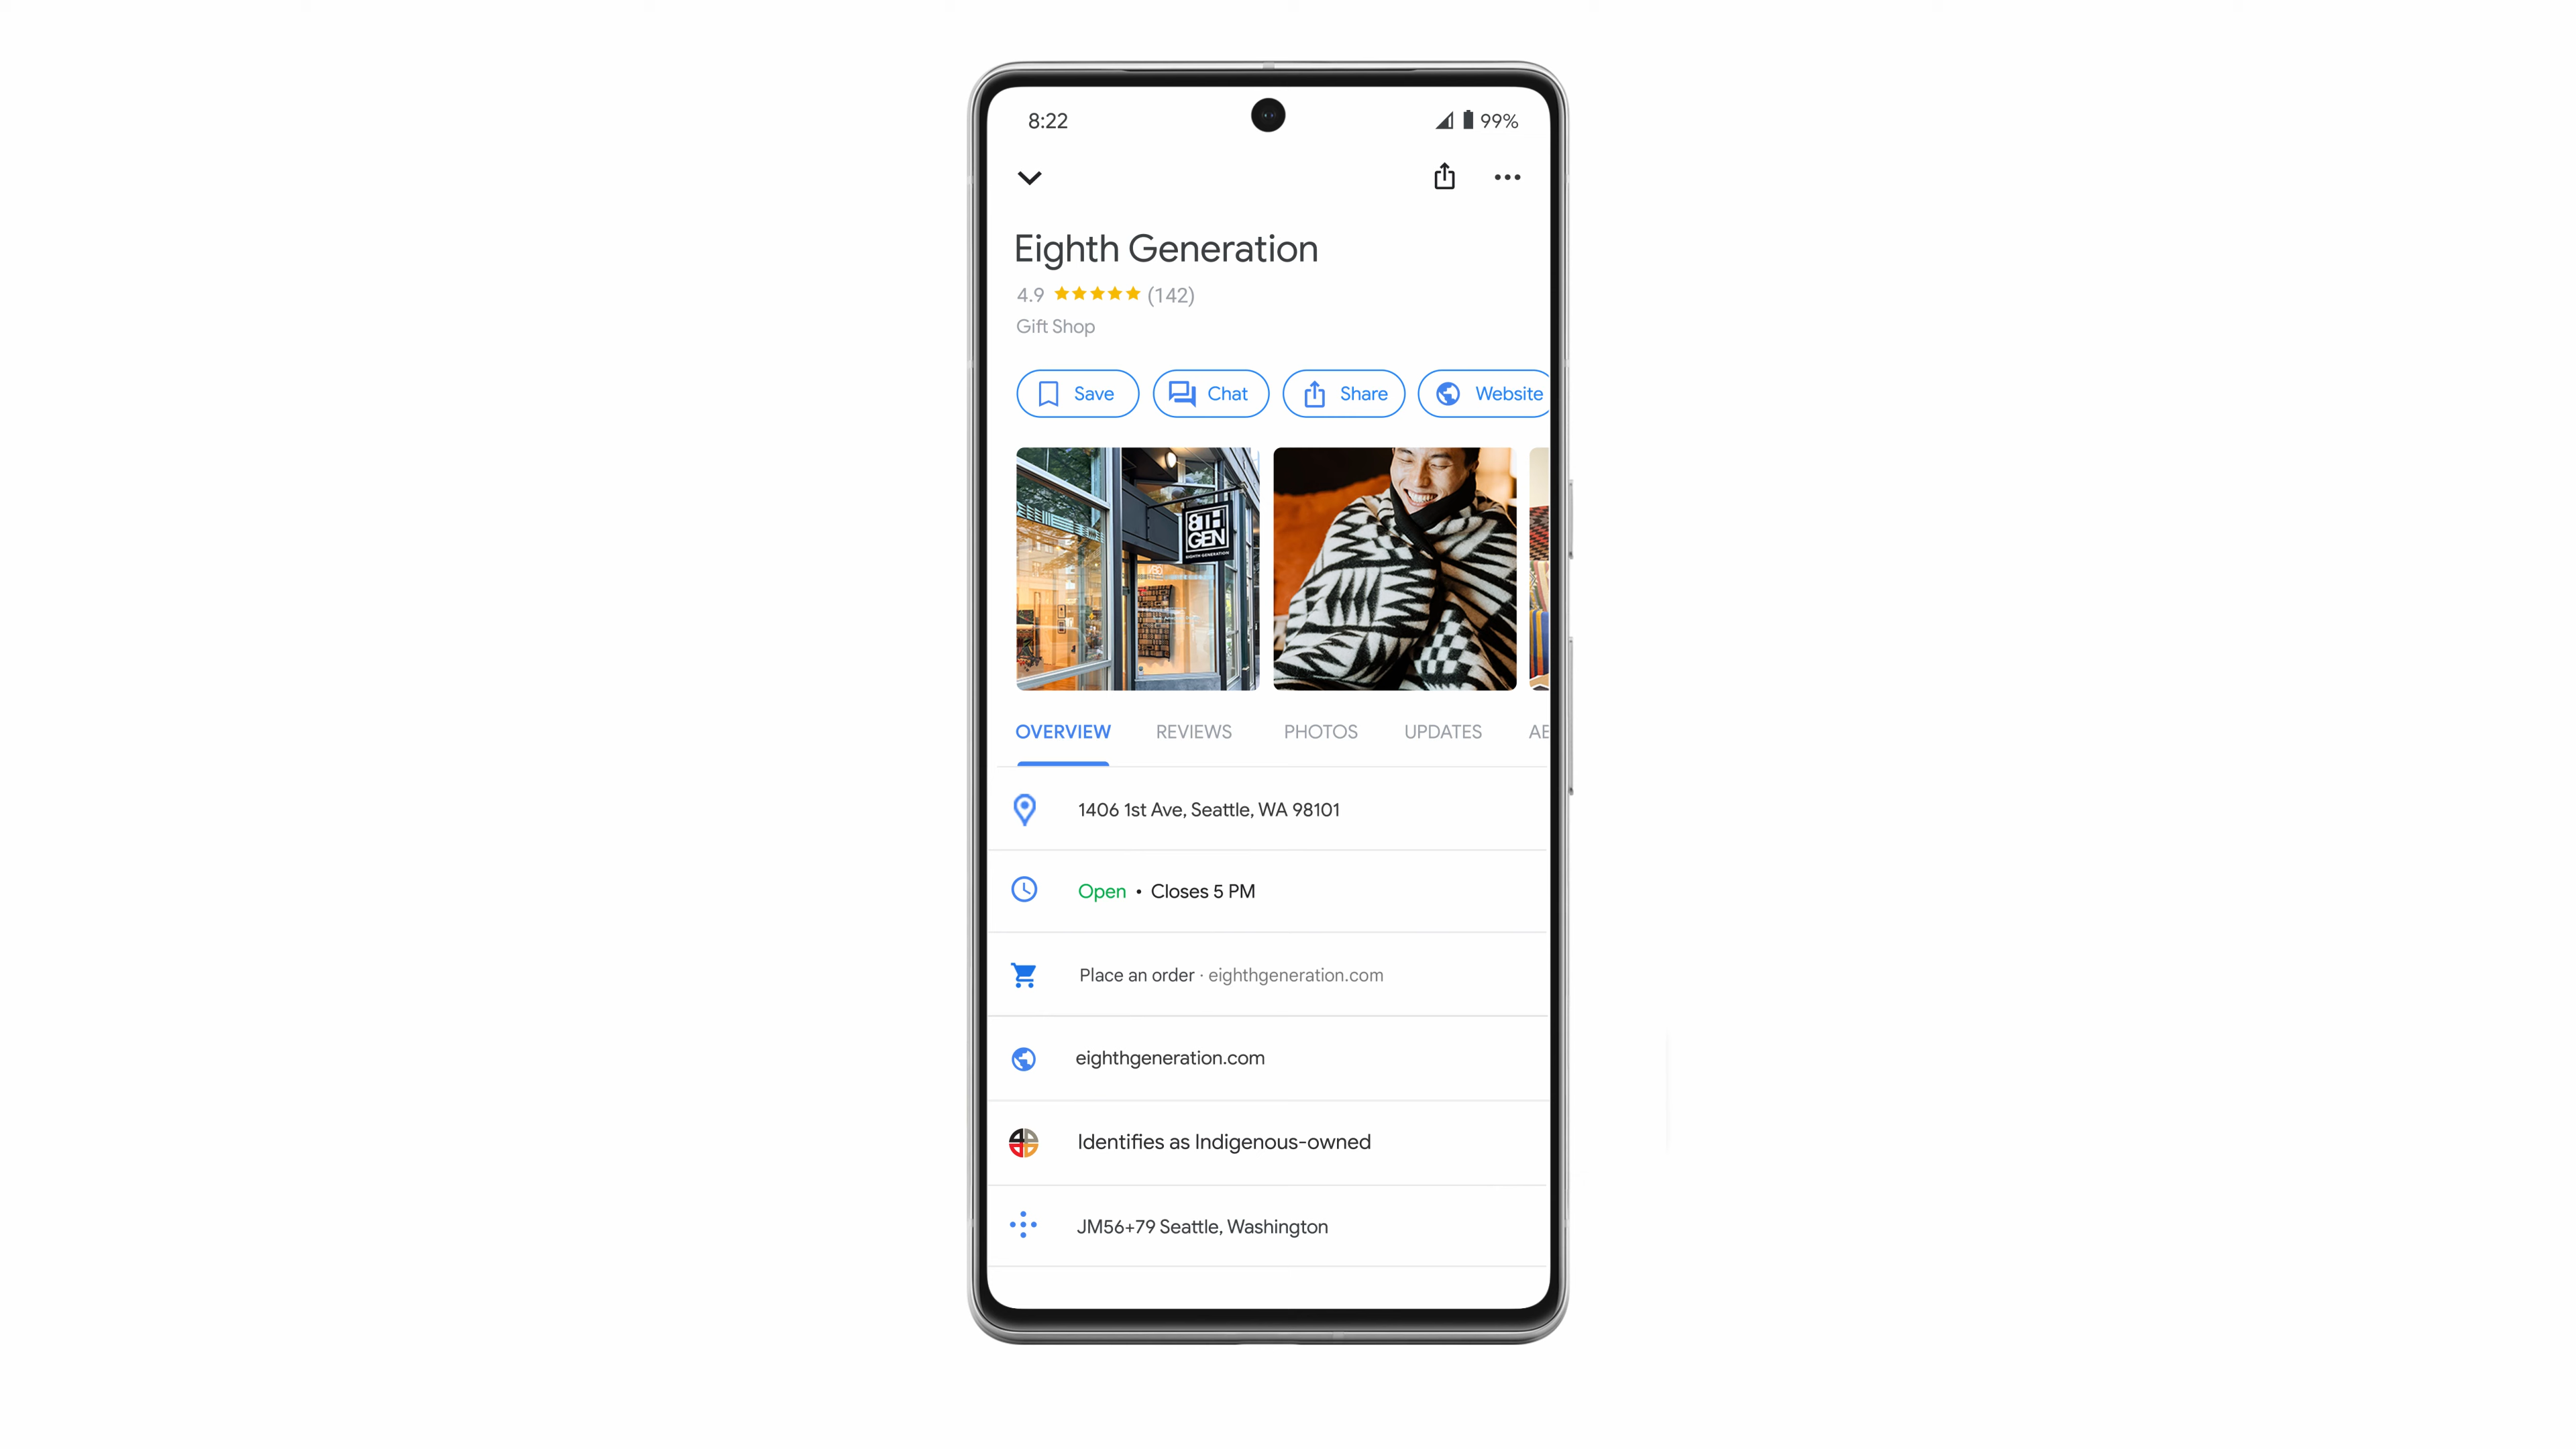 8:22
99%
Eighth Generation
4.9 (142)
Gift Shop
Save
Chat
Share
Website
8TH
GEN
EIGHTH GENERATION
OVERVIEW
REVIEWS
PHOTOS
UPDATES
AB
1406 1st Ave, Seattle, WA 98101
Open • Closes 5 PM
Place an order · eighthgeneration.com
eighthgeneration.com
Identifies as Indigenous-owned
JM56+79 Seattle, Washington